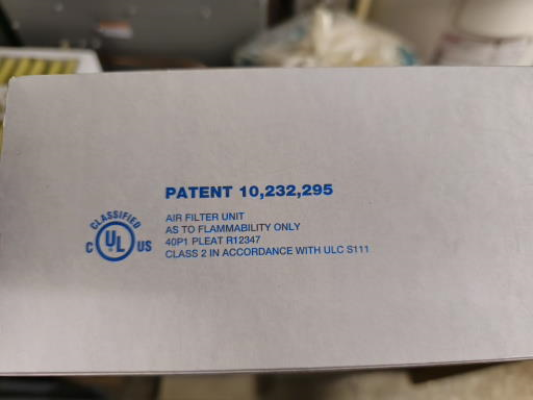 PATENT 10,232,295
CLASSIFIED
C UL US
AIR FILTER UNIT
AS TO FLAMMABILITY ONLY
40P1 PLEAT R12347
CLASS 2 IN ACCORDANCE WITH ULC S111